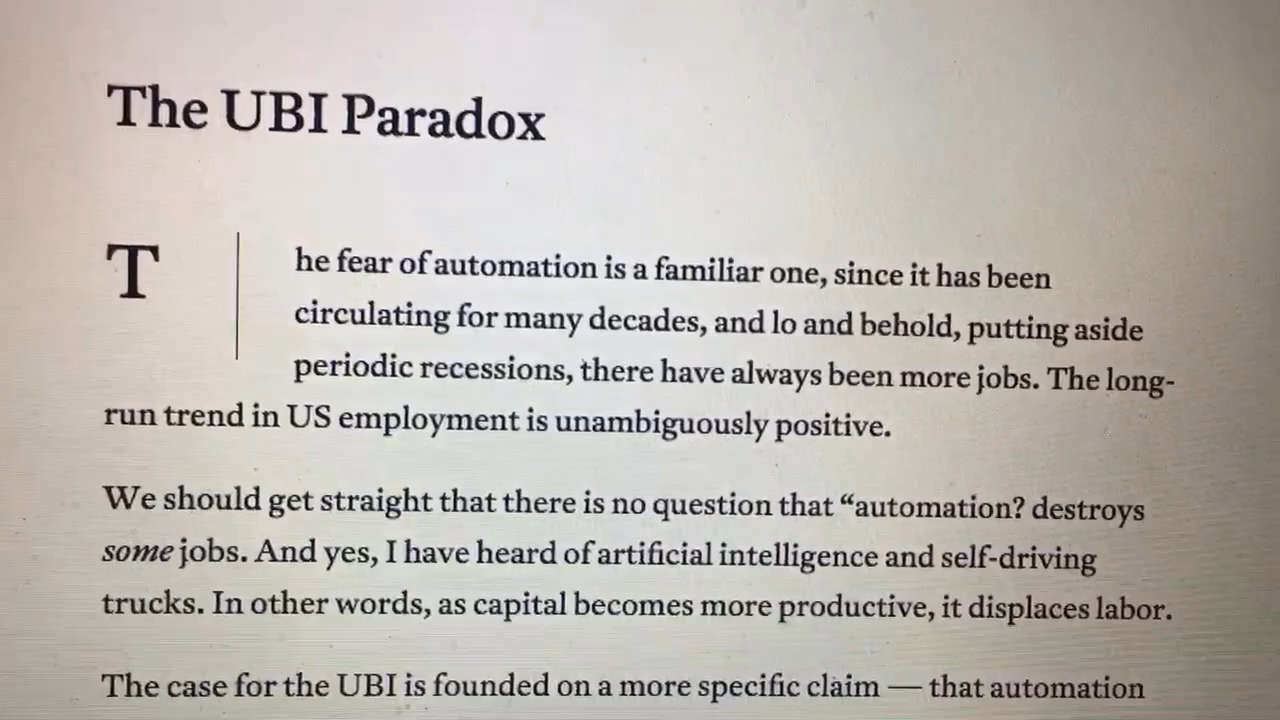 The UBI Paradox
The fear of automation is a familiar one, since it has been
circulating for many decades, and lo and behold, putting aside
periodic recessions, there have always been more jobs. The long-
run trend in US employment is unambiguously positive.
We should get straight that there is no question that “automation? destroys
some jobs. And yes, I have heard of artificial intelligence and self-driving
trucks. In other words, as capital becomes more productive, it displaces labor.
The case for the UBI is founded on a more specific claim — that automation